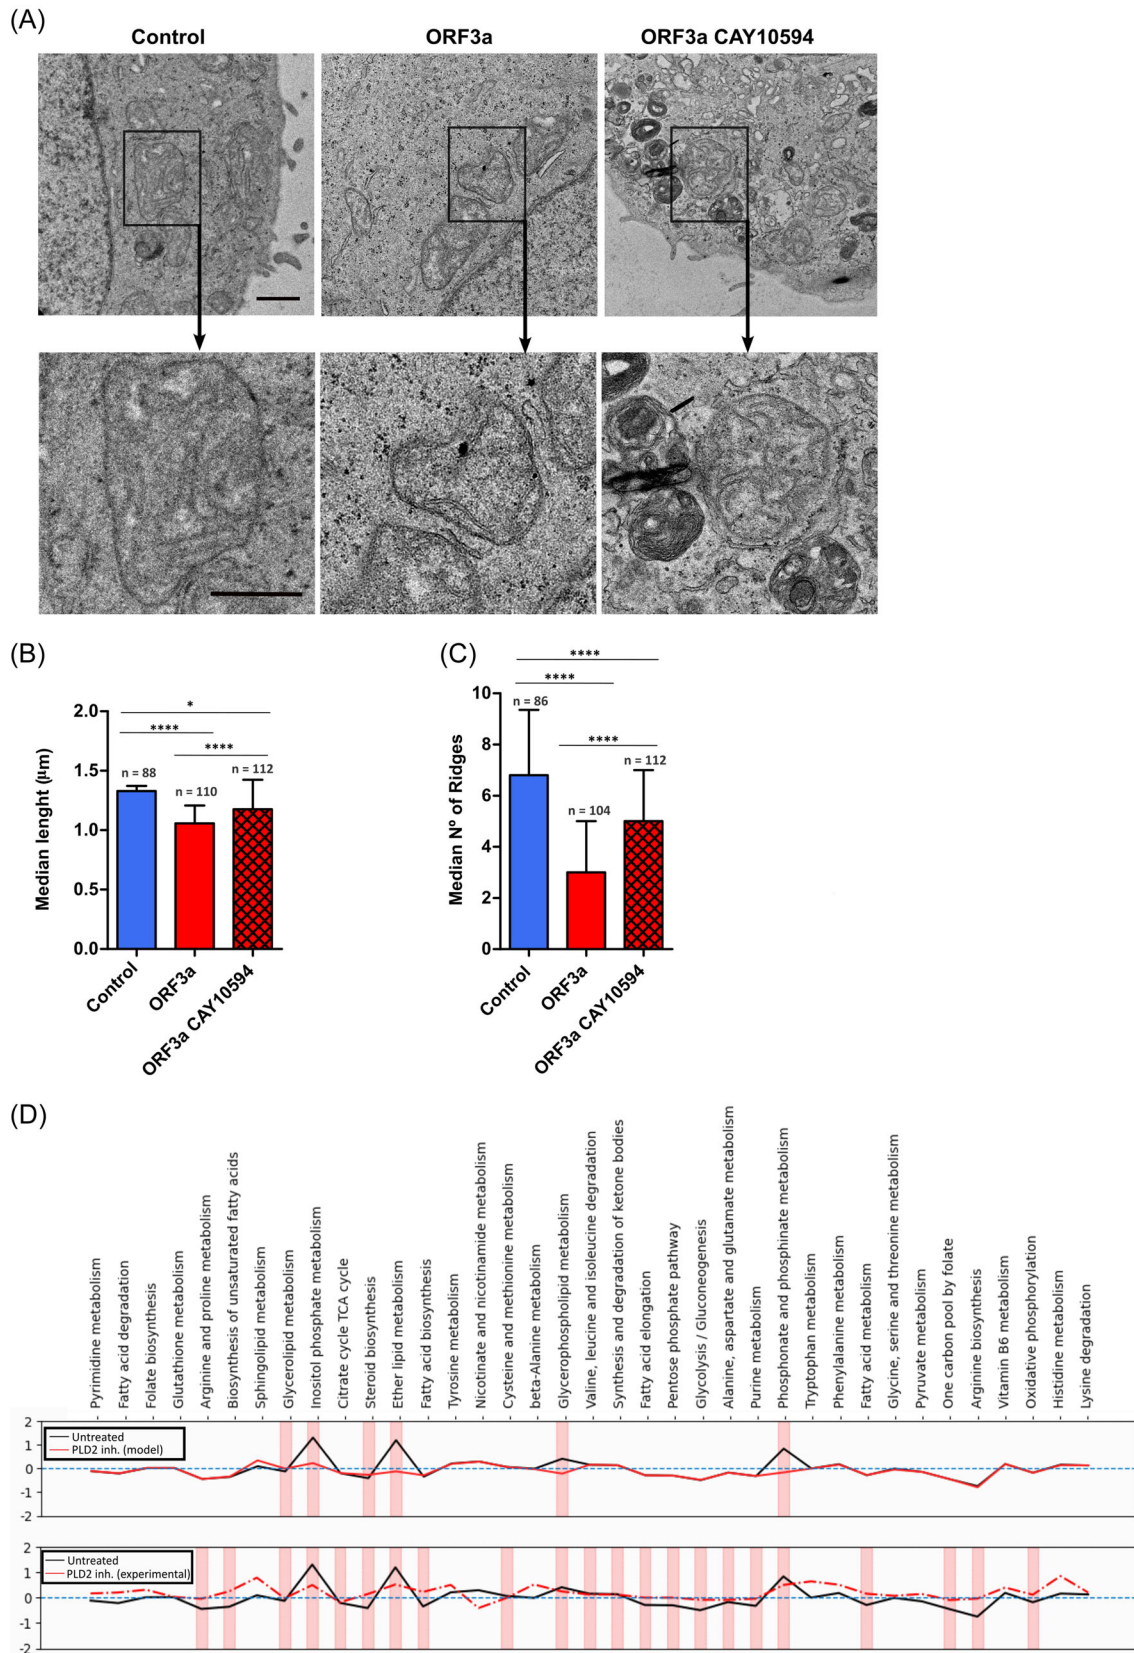 (A)
Control
ORF3a
ORF3a CAY10594
(B)
Median lenght (µm)
2.0
1.5
1.0
0.5
0.0
*
****
****
n = 88
n = 110
n = 112
Control
ORF3a
ORF3a CAY10594
(C)
Median Nº of Ridges
10
8
6
4
2
0
****
****
****
n = 86
n = 104
n = 112
Control
ORF3a
ORF3a CAY10594
(D)
Pyrimidine metabolism
Fatty acid degradation
Folate biosynthesis
Glutathione metabolism
Arginine and proline metabolism
Biosynthesis of unsaturated fatty acids
Sphingolipid metabolism
Glycerolipid metabolism
Inositol phosphate metabolism
Citrate cycle TCA cycle
Steroid biosynthesis
Ether lipid metabolism
Fatty acid biosynthesis
Tyrosine metabolism
Nicotinate and nicotinamide metabolism
Cysteine and methionine metabolism
beta-Alanine metabolism
Glycerophospholipid metabolism
Valine, leucine and isoleucine degradation
Synthesis and degradation of ketone bodies
Fatty acid elongation
Pentose phosphate pathway
Glycolysis / Gluconeogenesis
Alanine, aspartate and glutamate metabolism
Purine metabolism
Phosphonate and phosphinate metabolism
Tryptophan metabolism
Phenylalanine metabolism
Fatty acid metabolism
Glycine, serine and threonine metabolism
Pyruvate metabolism
One carbon pool by folate
Arginine biosynthesis
Vitamin B6 metabolism
Oxidative phosphorylation
Histidine metabolism
Lysine degradation
2
1
0
-1
-2
Untreated
PLD2 inh. (model)
2
1
0
-1
-2
Untreated
PLD2 inh. (experimental)